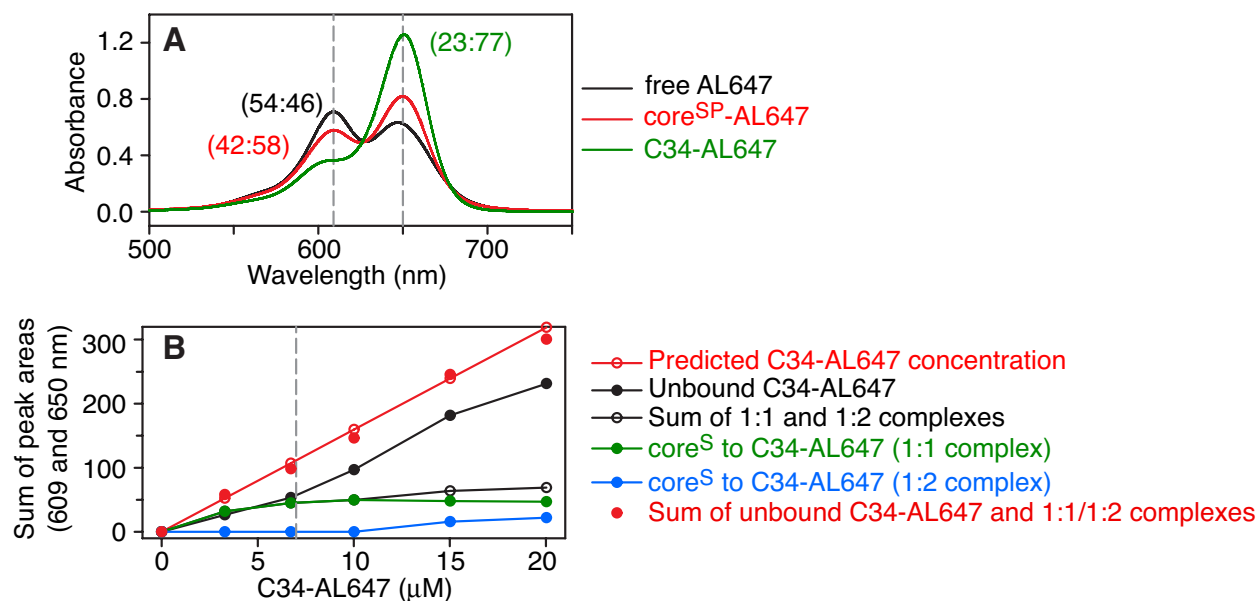 A
(23:77)
(54:46)
(42:58)
Absorbance
1.2
0.8
0.4
0.0
500
600
700
Wavelength (nm)
free AL647
coreSP-AL647
C34-AL647
B
Sum of peak areas
(609 and 650 nm)
300
200
100
0
0
5
10
15
20
C34-AL647 (μM)
Predicted C34-AL647 concentration
Unbound C34-AL647
Sum of 1:1 and 1:2 complexes
coreS to C34-AL647 (1:1 complex)
coreS to C34-AL647 (1:2 complex)
Sum of unbound C34-AL647 and 1:1/1:2 complexes